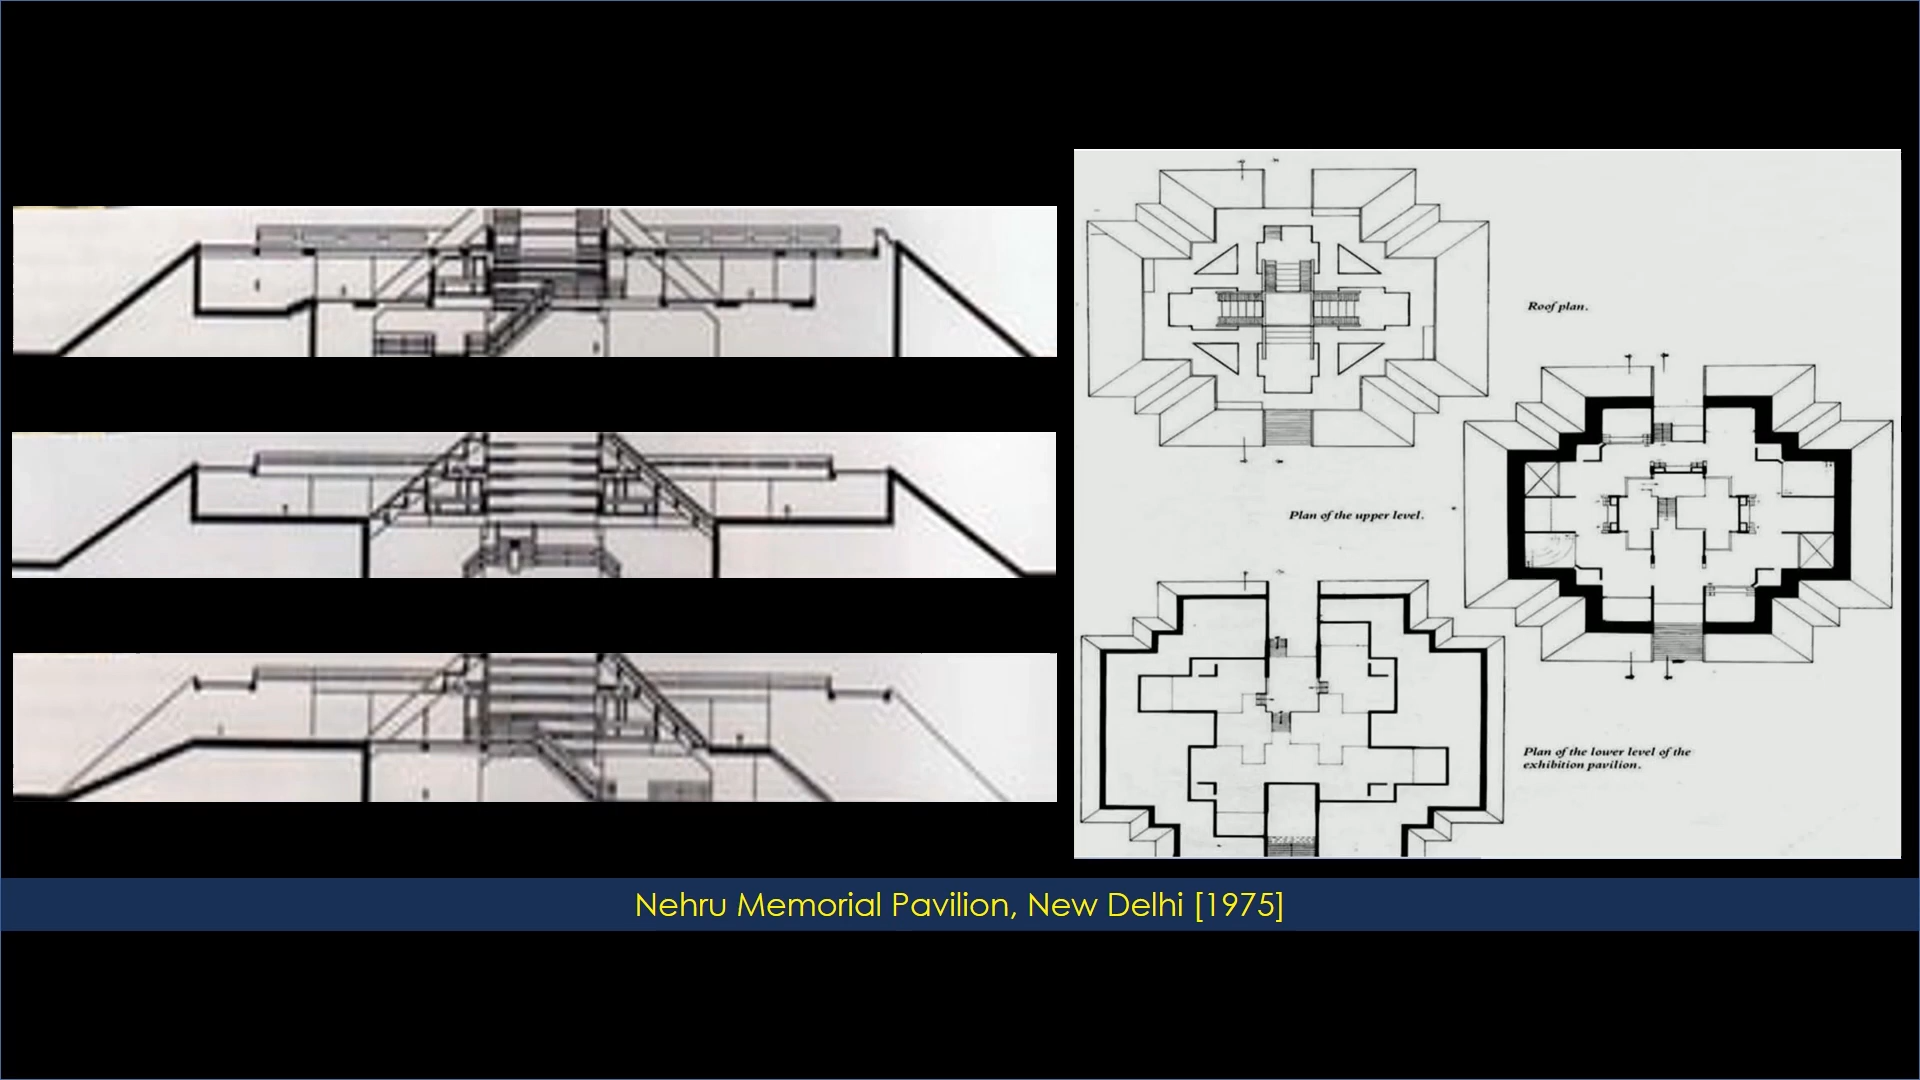 Roof plan.
Plan of the upper level.
Plan of the lower level of the
exhibition pavilion.
Nehru Memorial Pavilion, New Delhi [1975]